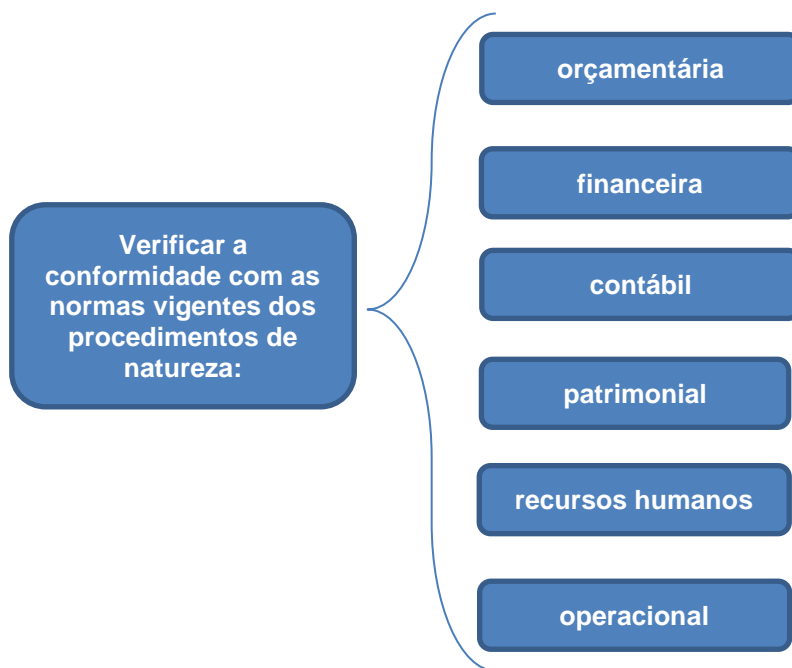 Verificar a
conformidade com as
normas vigentes dos
procedimentos de
natureza:
orçamentária
financeira
contábil
patrimonial
recursos humanos
operacional